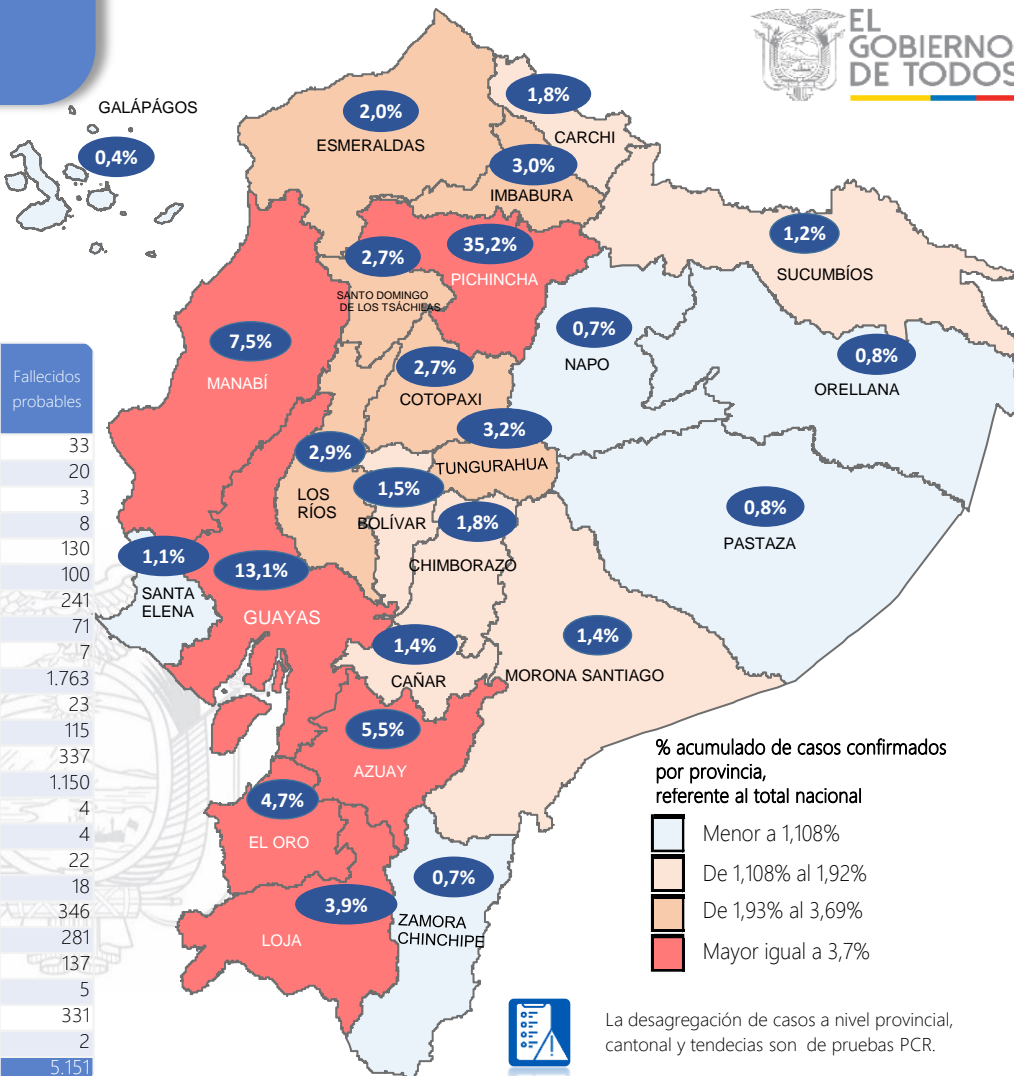 EL
GOBIERNO
DE TODOS
GALÁPÁGOS
0,4%
2,0%
ESMERALDAS
1,8%
CARCHI
3,0%
IMBABURA
1,2%
SUCUMBÍOS
2,7%
SANTO DOMINGO
DE LOS TSÁCHILAS
35,2%
PICHINCHA
7,5%
MANABÍ
0,7%
NAPO
0,8%
ORELLANA
2,7%
COTOPAXI
3,2%
TUNGURAHUA
2,9%
LOS
RÍOS
1,5%
BOLÍVAR
1,8%
CHIMBORAZO
0,8%
PASTAZA
1,1%
SANTA
ELENA
13,1%
GUAYAS
1,4%
CAÑAR
1,4%
MORONA SANTIAGO
5,5%
AZUAY
4,7%
EL ORO
3,9%
LOJA
0,7%
ZAMORA
CHINCHIPE
Fallecidos
probables
33
20
3
8
130
100
241
71
7
1.763
23
115
337
1.150
4
4
22
18
346
281
137
5
331
2
5.151
% acumulado de casos confirmados
por provincia,
referente al total nacional
Menor a 1,108%
De 1,108% al 1,92%
De 1,93% al 3,69%
Mayor igual a 3,7%
La desagregación de casos a nivel provincial,
cantonal y tendecias son de pruebas PCR.